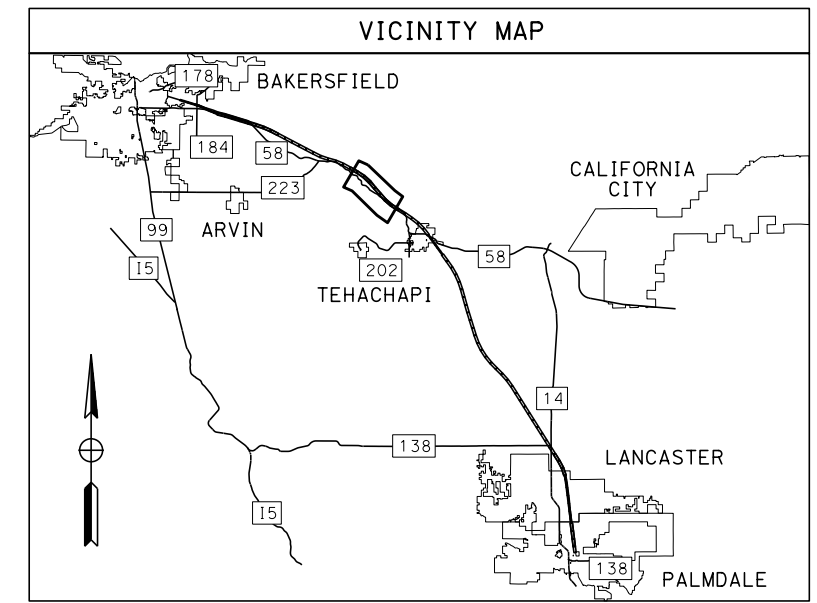 VICINITY MAP
178
BAKERSFIELD
184
58
CALIFORNIA
CITY
223
ARVIN
99
58
I5
202
TEHACHAPI
14
138
LANCASTER
I5
138
PALMDALE